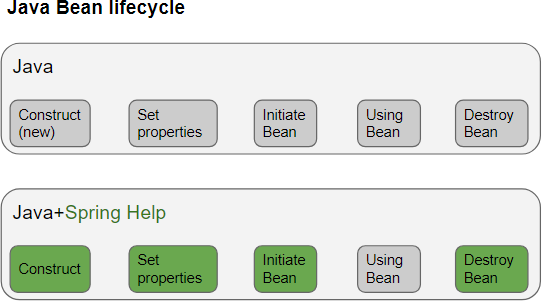 Java Bean lifecycle
Java
Construct
(new)
Set
properties
Initiate
Bean
Using
Bean
Destroy
Bean
Java+Spring Help
Construct
Set
properties
Initiate
Bean
Using
Bean
Destroy
Bean